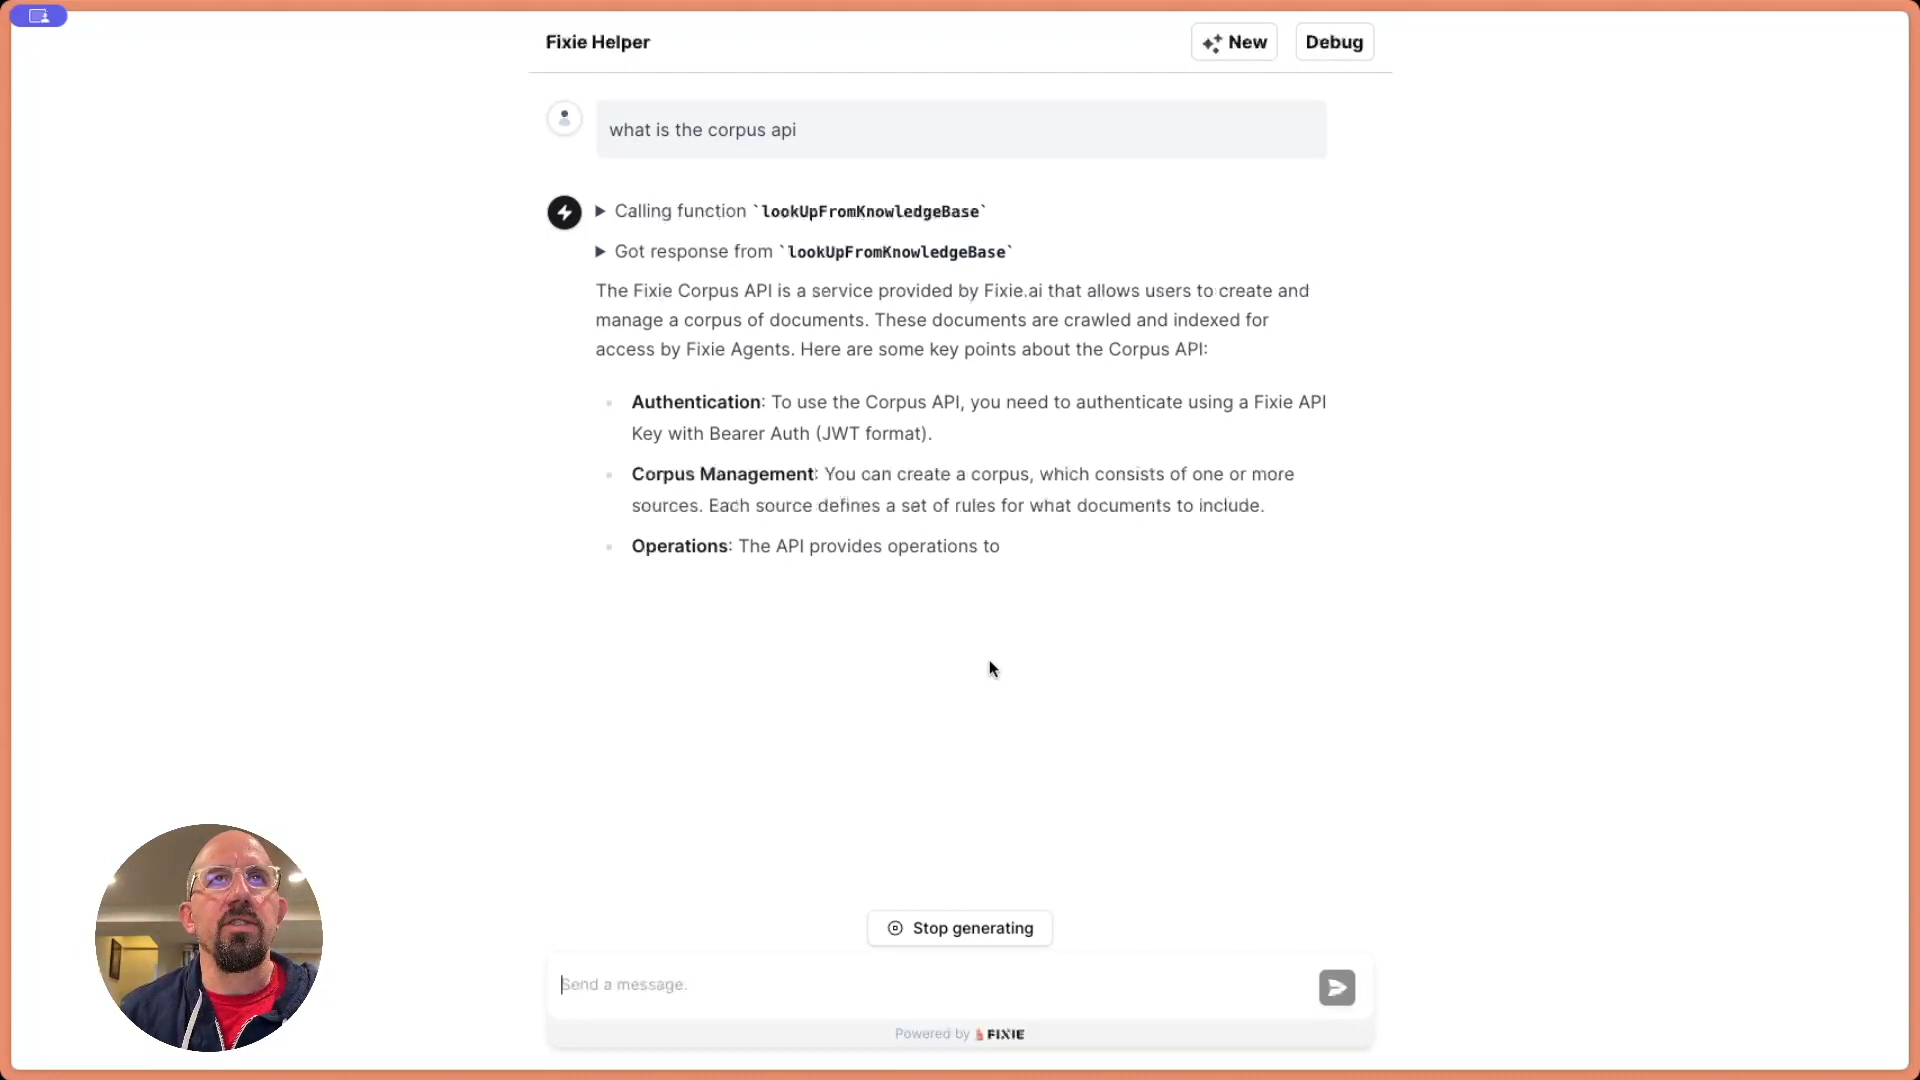 Fixie Helper
New
Debug
what is the corpus api
Calling function `lookUpFromKnowledgeBase`
Got response from `lookUpFromKnowledgeBase`
The Fixie Corpus API is a service provided by Fixie.ai that allows users to create and
manage a corpus of documents. These documents are crawled and indexed for
access by Fixie Agents. Here are some key points about the Corpus API:
Authentication: To use the Corpus API, you need to authenticate using a Fixie API
Key with Bearer Auth (JWT format).
Corpus Management: You can create a corpus, which consists of one or more
sources. Each source defines a set of rules for what documents to include.
Operations: The API provides operations to
Stop generating
Send a message.
Powered by FIXIE